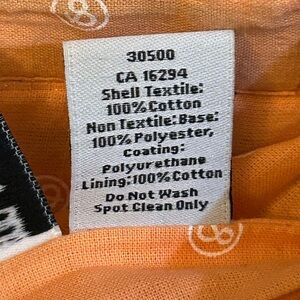 30500
CA 16294
Shell Textile:
100% Cotton
Non Textile: Base:
100% Polyester,
Coating:
Polyurethane
Lining:100% Cotton
Do Not Wash
Spot Clean Only